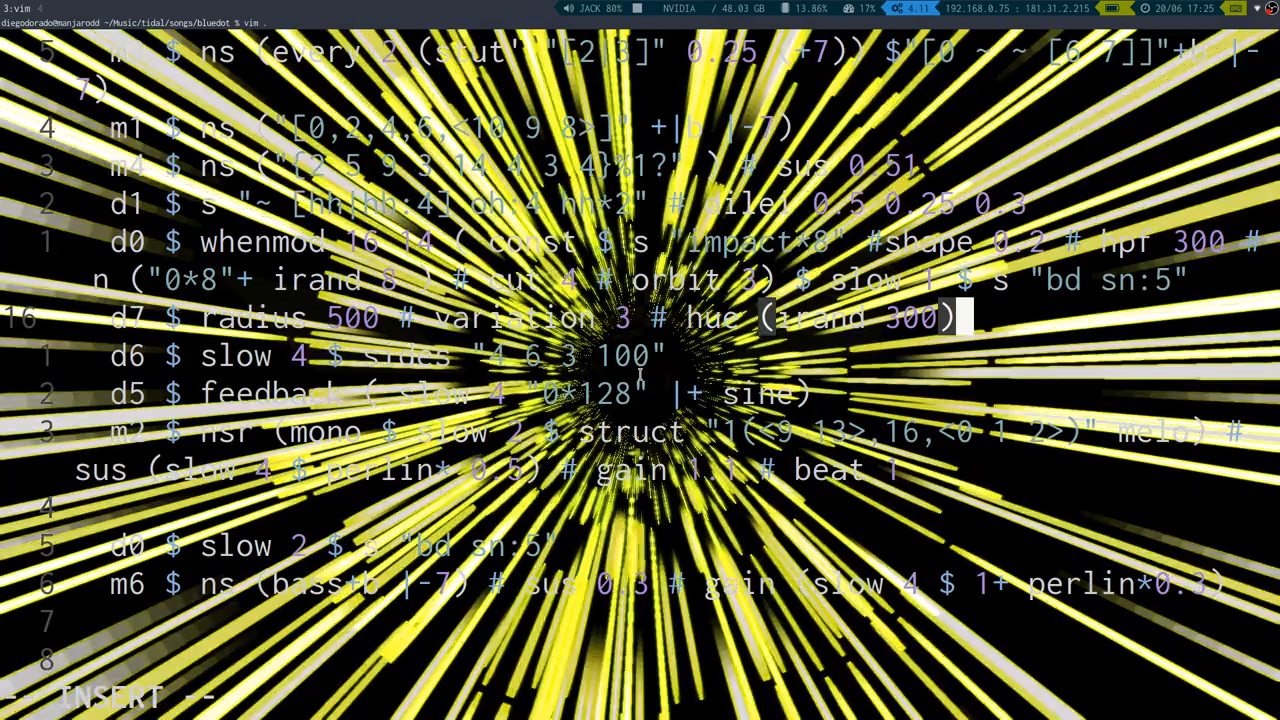 3:vim 4 JACK 80% NVIDIA / 48.03 GB 13.86% 17% 4.11 192.168.0.75 : 181.31.2.215 20/06 17:25
diegodorado@manjarodd ~/Music/tidal/songs/bluedot % vim .
5 $ ns (every 2 (stut' "[2|3]" 0.25 (+7)) $"[0 ~ ~ [6 7]]"+b |-
7)
4 m1 $ ns ("[0,2,4,6,<10 9 8>]" +|b |-7)
3 m4 $ ns ("[2 5 9 3 14 4 3 4}%1?" ) # sus 0.51
2 d1 $ s "~ [hh|hh:4] oh:4 hh*2" # dilei 0.5 0.25 0.3
1 d0 $ whenmod 16 14 ( const $ s "impact*8" #shape 0.2 # hpf 300 #
n ("0*8"+ irand 8 ) # cut 4 # orbit 3) $ slow 1 $ s "bd sn:5"
16 d7 $ radius 500 # variation 3 # hue (irand 300)
1 d6 $ slow 4 $ sides "4 6 3 100"
2 d5 $ feedback ( slow 4 "0*128" |+ sine)
3 m2 $ nsr (mono $ slow 2 $ struct "1(<9 13>,16,<0 1 2>)" melo) #
sus (slow 4 $ perlin* 0.5) # gain 1.1 # beat 1
4
5 d0 $ slow 2 $ s "bd sn:5"
6 m6 $ ns (bass+b |-7) # sus 0.3 # gain (slow 4 $ 1+ perlin*0.3)
7
8
-- INSERT --